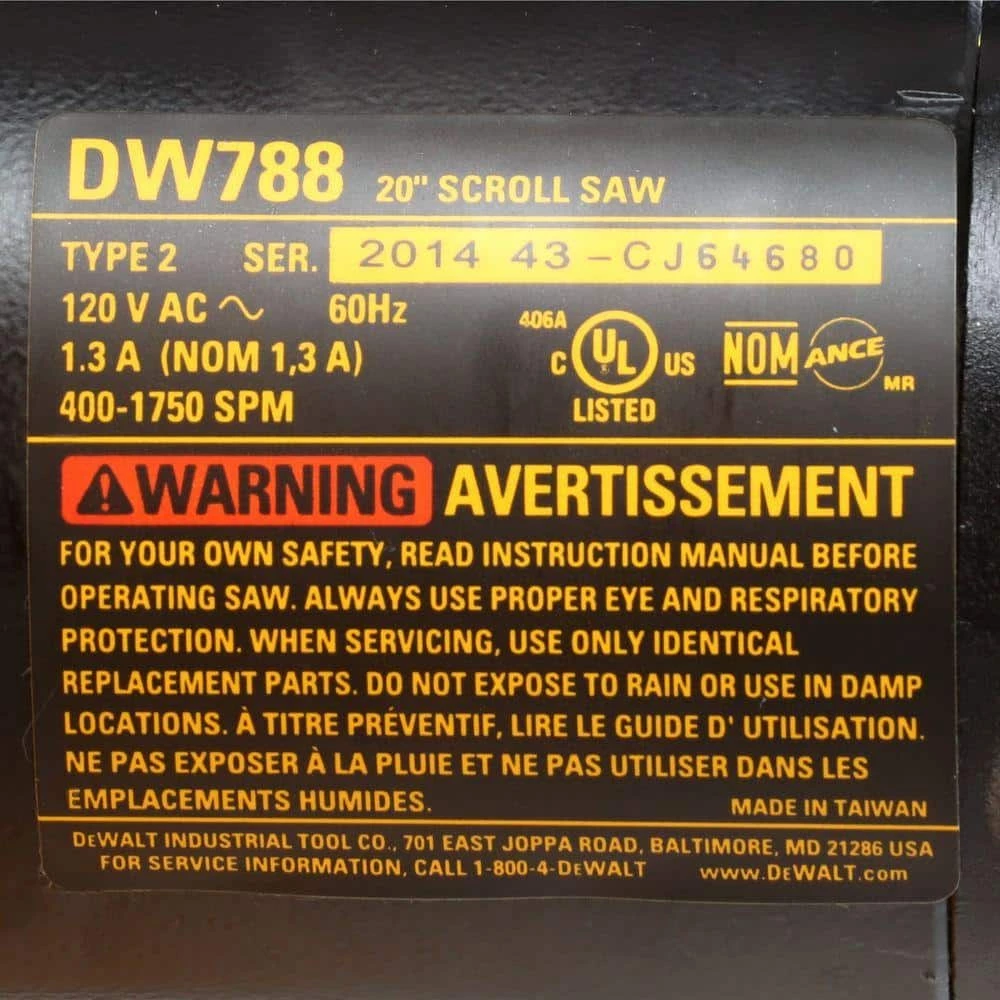 DW788 20" SCROLL SAW
TYPE 2 SER. 2014 43-CJ64680
120 V AC ～ 60Hz
1.3 A (NOM 1,3 A)
400-1750 SPM
406A
C UL US
LISTED
NOM ANCE MR
WARNING AVERTISSEMENT
FOR YOUR OWN SAFETY, READ INSTRUCTION MANUAL BEFORE
OPERATING SAW. ALWAYS USE PROPER EYE AND RESPIRATORY
PROTECTION. WHEN SERVICING, USE ONLY IDENTICAL
REPLACEMENT PARTS. DO NOT EXPOSE TO RAIN OR USE IN DAMP
LOCATIONS. À TITRE PRÉVENTIF, LIRE LE GUIDE D' UTILISATION.
NE PAS EXPOSER À LA PLUIE ET NE PAS UTILISER DANS LES
EMPLACEMENTS HUMIDES. MADE IN TAIWAN
DEWALT INDUSTRIAL TOOL CO., 701 EAST JOPPA ROAD, BALTIMORE, MD 21286 USA
FOR SERVICE INFORMATION, CALL 1-800-4-DEWALT www.DEWALT.com